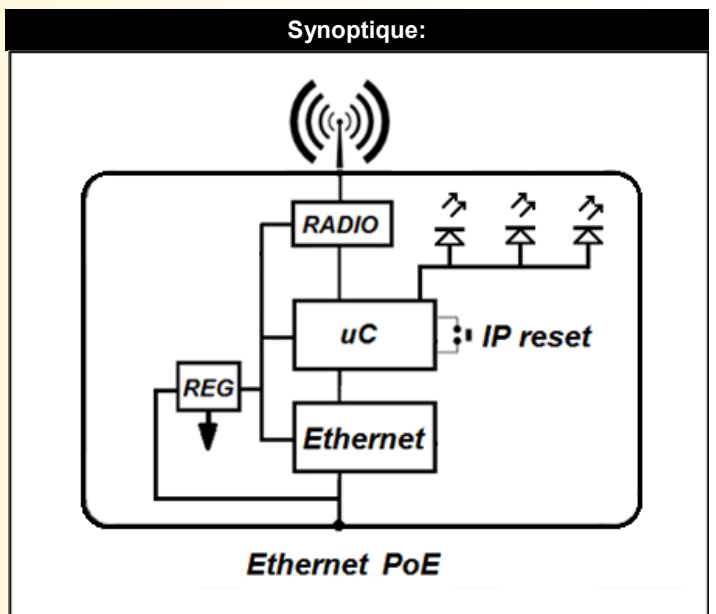 Synoptique:
RADIO
uC
IP reset
REG
Ethernet
Ethernet PoE